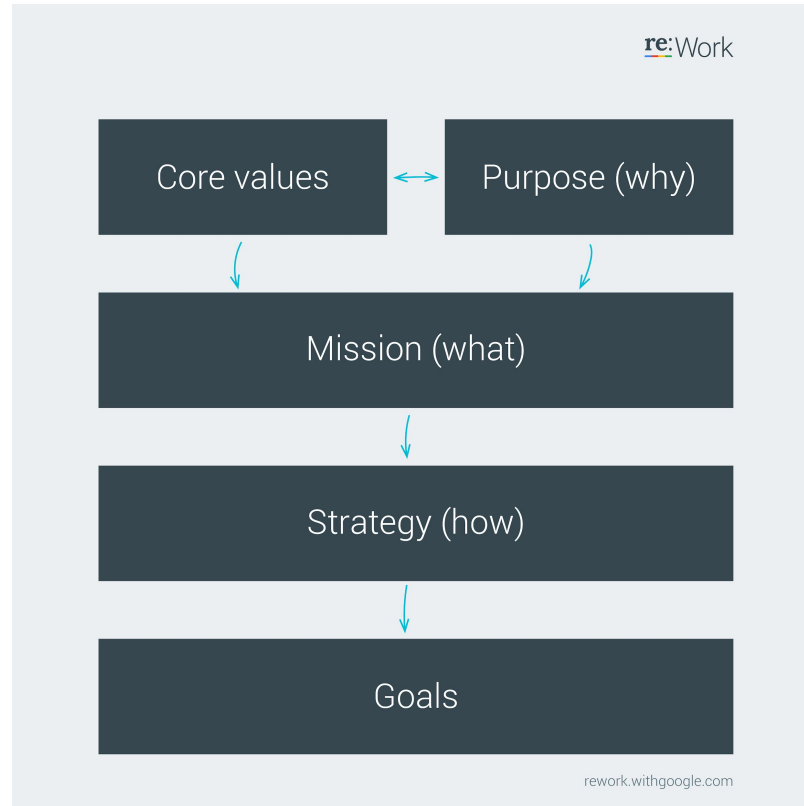 re:Work
Core values
Purpose (why)
Mission (what)
Strategy (how)
Goals
rework.withgoogle.com